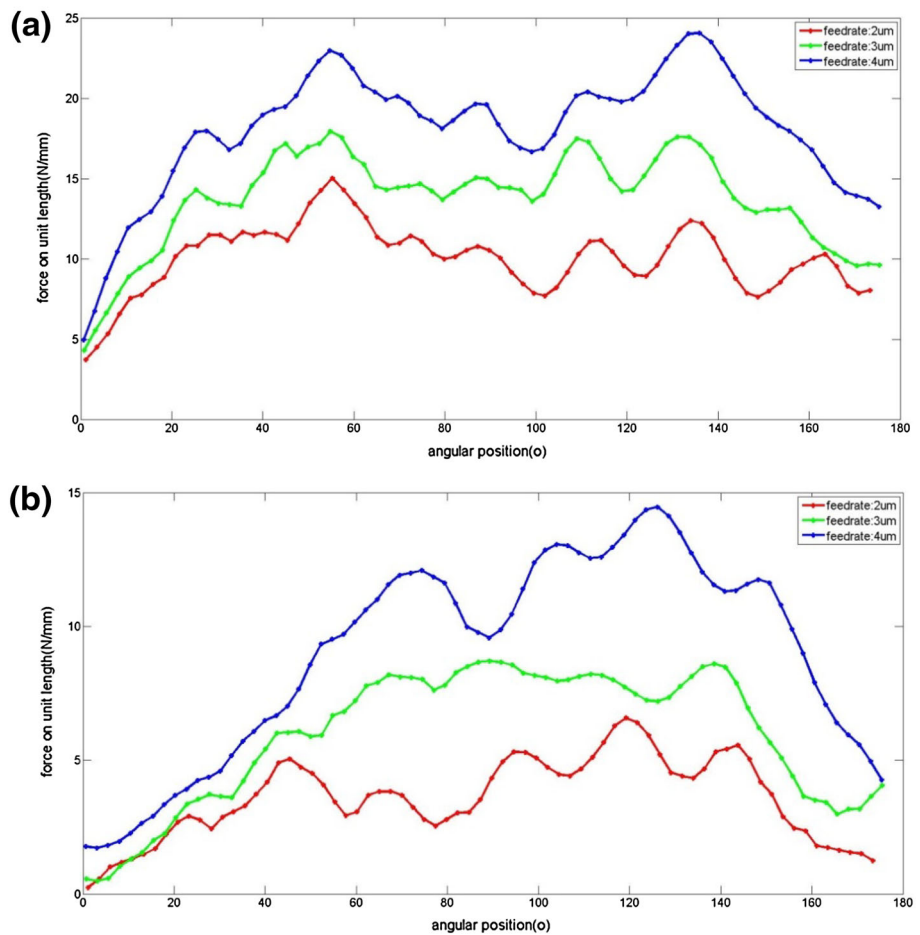 (a)
25
20
15
10
5
0
force on unit length(N/mm)
feedrate:2um
feedrate:3um
feedrate:4um
0 20 40 60 80 100 120 140 160 180
angular position(o)
(b)
15
10
5
0
force on unit length(N/mm)
feedrate:2um
feedrate:3um
feedrate:4um
0 20 40 60 80 100 120 140 160 180
angular position(o)